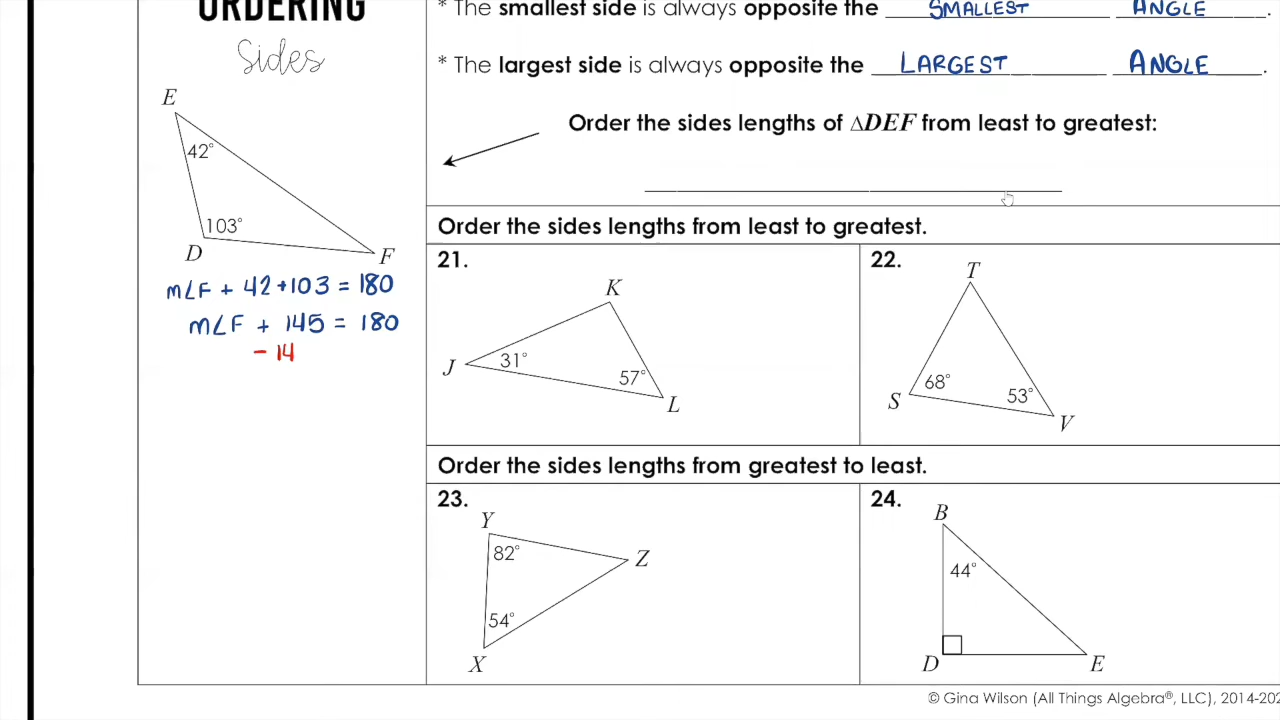 ORDERING
Sides
E
42°
103°
D
F
m∠F + 42 + 103 = 180
m∠F + 145 = 180
- 14
* The smallest side is always opposite the SMALLEST ANGLE.
* The largest side is always opposite the LARGEST ANGLE.
Order the sides lengths of △DEF from least to greatest:
Order the sides lengths from least to greatest.
21.
K
J
31°
57°
L
22.
T
S
68°
53°
V
Order the sides lengths from greatest to least.
23.
Y
82°
Z
54°
X
24.
B
44°
D
E
© Gina Wilson (All Things Algebra®, LLC), 2014-202